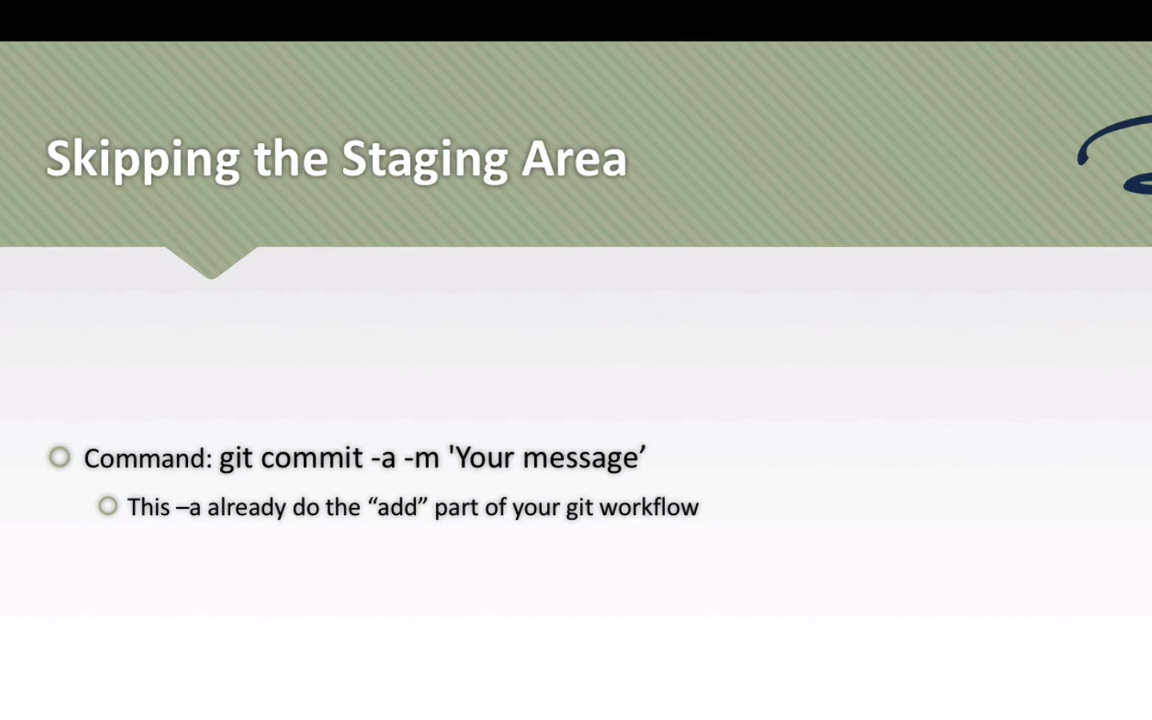 Skipping the Staging Area
Command: git commit -a -m 'Your message’
This –a already do the “add” part of your git workflow